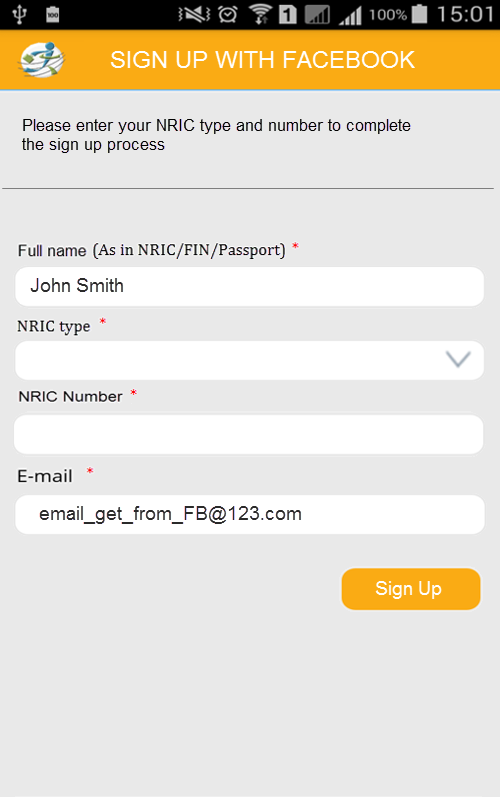 100 1 100% 15:01
SIGN UP WITH FACEBOOK
Please enter your NRIC type and number to complete
the sign up process
Full name (As in NRIC/FIN/Passport) *
John Smith
NRIC type *
NRIC Number *
E-mail *
email_get_from_FB@123.com
Sign Up